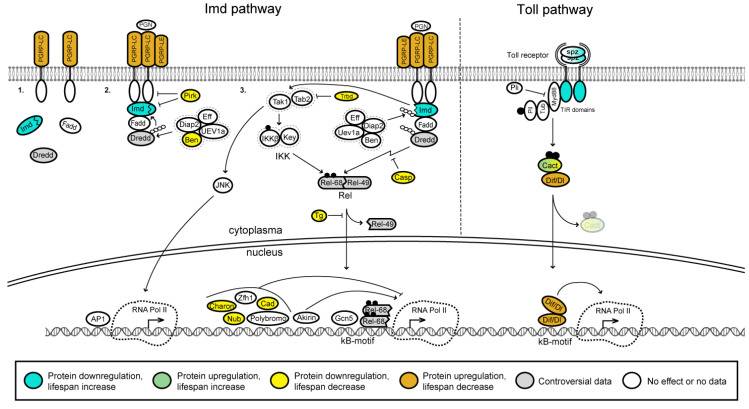 Imd pathway
Toll pathway
PGN
PGN
PGRP-LC
PGRP-LC
PGRP-LC
PGRP-LC
PGRP-LE
PGRP-LE
PGRP-LC
PGRP-LC
Toll receptor
spz
spz
1.
2.
3.
Pirk
Imd
Imd
Fadd
Fadd
Dredd
Dredd
Eff
Diap2
UEV1a
Ben
Tak1
Tab2
Trbd
IKKβ
Key
IKK
Eff
Diap2
Uev1a
Ben
Imd
Fadd
Dredd
Casp
JNK
Rel-68
Rel-49
Rel
Tg
Rel-49
Pli
Pll
Tub
Myd88
TIR domains
Cact
Dif/Dl
Cact
cytoplasma
nucleus
AP1
RNA Pol II
Charon
Zfh1
Cad
Nub
Polybromo
Akirin
Gcn5
Rel-68
Rel-68
kB-motif
RNA Pol II
Dif/Dl
Dif/Dl
kB-motif
RNA Pol II
Protein downregulation,
lifespan increase
Protein upregulation,
lifespan increase
Protein downregulation,
lifespan decrease
Protein upregulation,
lifespan decrease
Controversial data
No effect or no data